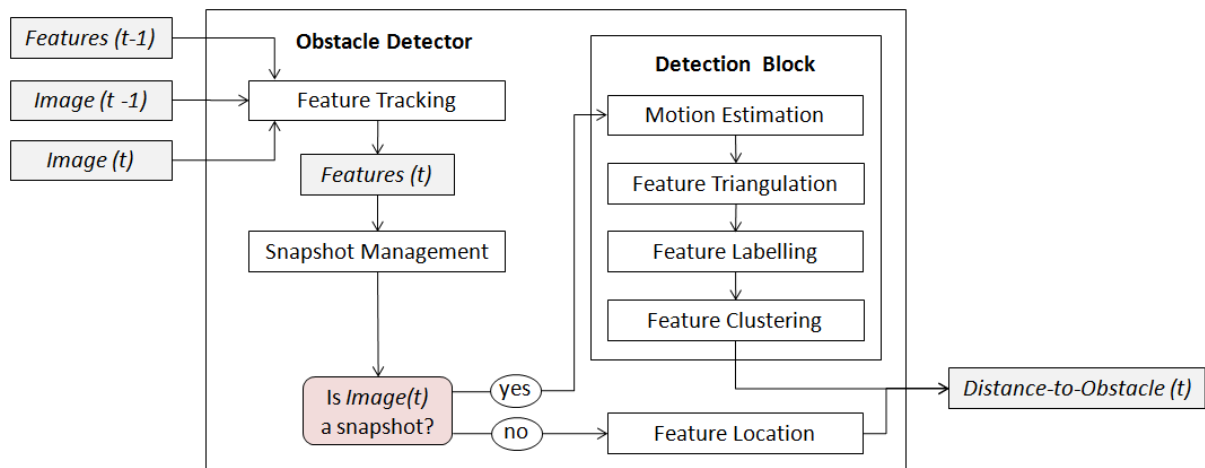 Features (t-1)
Image (t -1)
Image (t)
Obstacle Detector
Feature Tracking
Features (t)
Snapshot Management
Is Image(t)
a snapshot?
yes
no
Detection Block
Motion Estimation
Feature Triangulation
Feature Labelling
Feature Clustering
Feature Location
Distance-to-Obstacle (t)